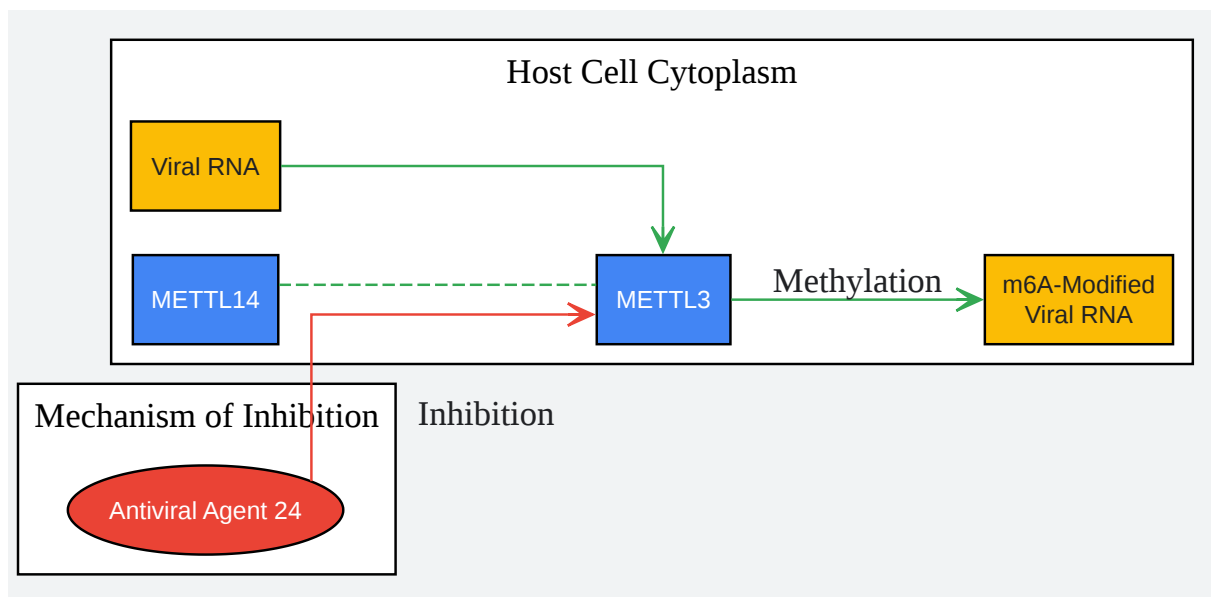 Host Cell Cytoplasm
Viral RNA
METTL14
METTL3
Methylation
m6A-Modified
Viral RNA
Mechanism of Inhibition
Inhibition
Antiviral Agent 24